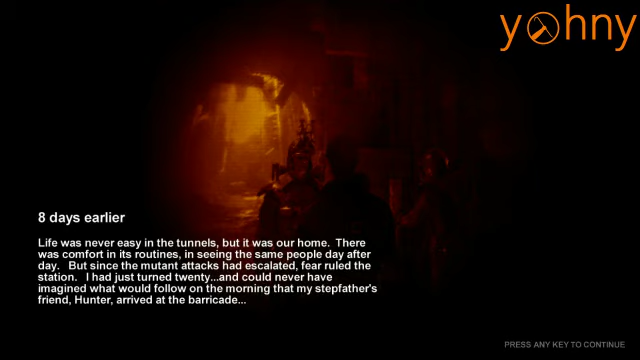 yohny
8 days earlier
Life was never easy in the tunnels, but it was our home. There
was comfort in its routines, in seeing the same people day after
day. But since the mutant attacks had escalated, fear ruled the
station. I had just turned twenty...and could never have
imagined what would follow on the morning that my stepfather's
friend, Hunter, arrived at the barricade...
PRESS ANY KEY TO CONTINUE